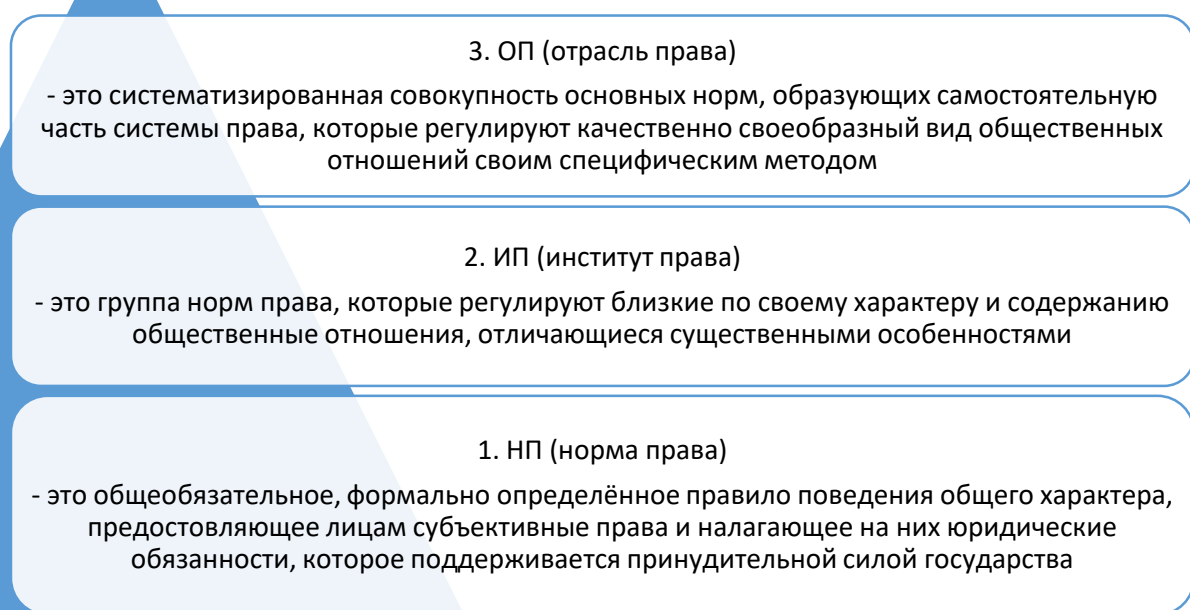 3. ОП (отрасль права)
- это систематизированная совокупность основных норм, образующих самостоятельную
часть системы права, которые регулируют качественно своеобразный вид общественных
отношений своим специфическим методом
2. ИП (институт права)
- это группа норм права, которые регулируют близкие по своему характеру и содержанию
общественные отношения, отличающиеся существенными особенностями
1. НП (норма права)
- это общеобязательное, формально определённое правило поведения общего характера,
предостовляющее лицам субъективные права и налагающее на них юридические
обязанности, которое поддерживается принудительной силой государства